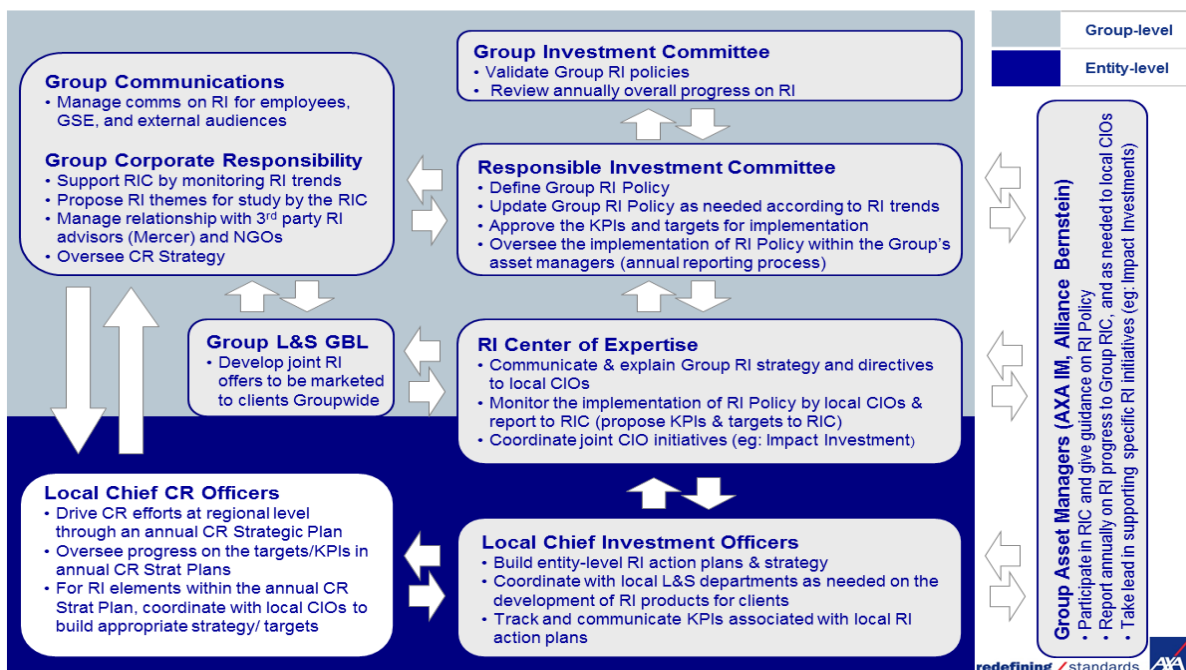 Group Investment Committee
• Validate Group RI policies
• Review annually overall progress on RI
Group-level
Entity-level
Group Communications
• Manage comms on RI for employees,
GSE, and external audiences
Group Corporate Responsibility
• Support RIC by monitoring RI trends
• Propose RI themes for study by the RIC
• Manage relationship with 3rd party RI
advisors (Mercer) and NGOs
• Oversee CR Strategy
Responsible Investment Committee
• Define Group RI Policy
• Update Group RI Policy as needed according to RI trends
• Approve the KPIs and targets for implementation
• Oversee the implementation of RI Policy within the Group's
asset managers (annual reporting process)
Group L&S GBL
• Develop joint RI
offers to be marketed
to clients Groupwide
RI Center of Expertise
• Communicate & explain Group RI strategy and directives
to local CIOs
• Monitor the implementation of RI Policy by local CIOs &
report to RIC (propose KPIs & targets to RIC)
• Coordinate joint CIO initiatives (eg: Impact Investment)
Local Chief CR Officers
• Drive CR efforts at regional level
through an annual CR Strategic Plan
• Oversee progress on the targets/KPIs in
annual CR Strat Plans
• For RI elements within the annual CR
Strat Plan, coordinate with local CIOs to
build appropriate strategy/ targets
Local Chief Investment Officers
• Build entity-level RI action plans & strategy
• Coordinate with local L&S departments as needed on the
development of RI products for clients
• Track and communicate KPIs associated with local RI
action plans
Group Asset Managers (AXA IM, Alliance Bernstein)
• Participate in RIC and give guidance on RI Policy
• Report annually on RI progress to Group RIC, and as needed to local CIOs
• Take lead in supporting specific RI initiatives (eg: Impact Investments)
redefining / standards
AXA